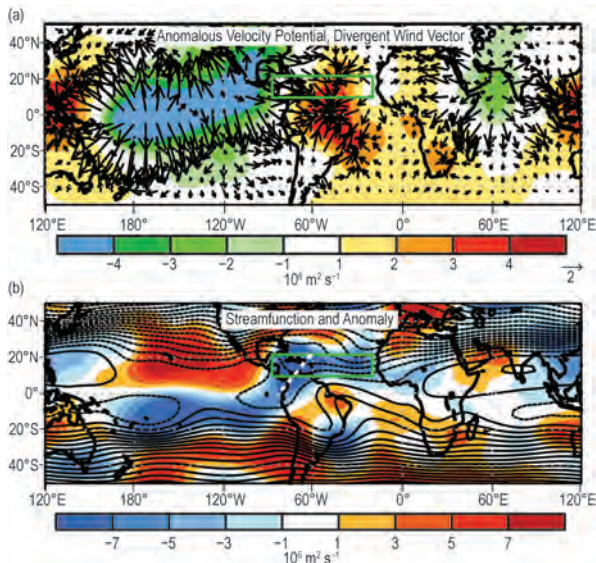 (a)
Anomalous Velocity Potential, Divergent Wind Vector
40°N
20°N
0°
20°S
40°S
120°E 180° 120°W 60°W 0° 60°E 120°E
−4 −3 −2 −1 1 2 3 4
10⁶ m² s⁻¹
2
(b)
Streamfunction and Anomaly
40°N
20°N
0°
20°S
40°S
120°E 180° 120°W 60°W 0° 60°E 120°E
−7 −5 −3 −1 1 3 5 7
10⁶ m² s⁻¹